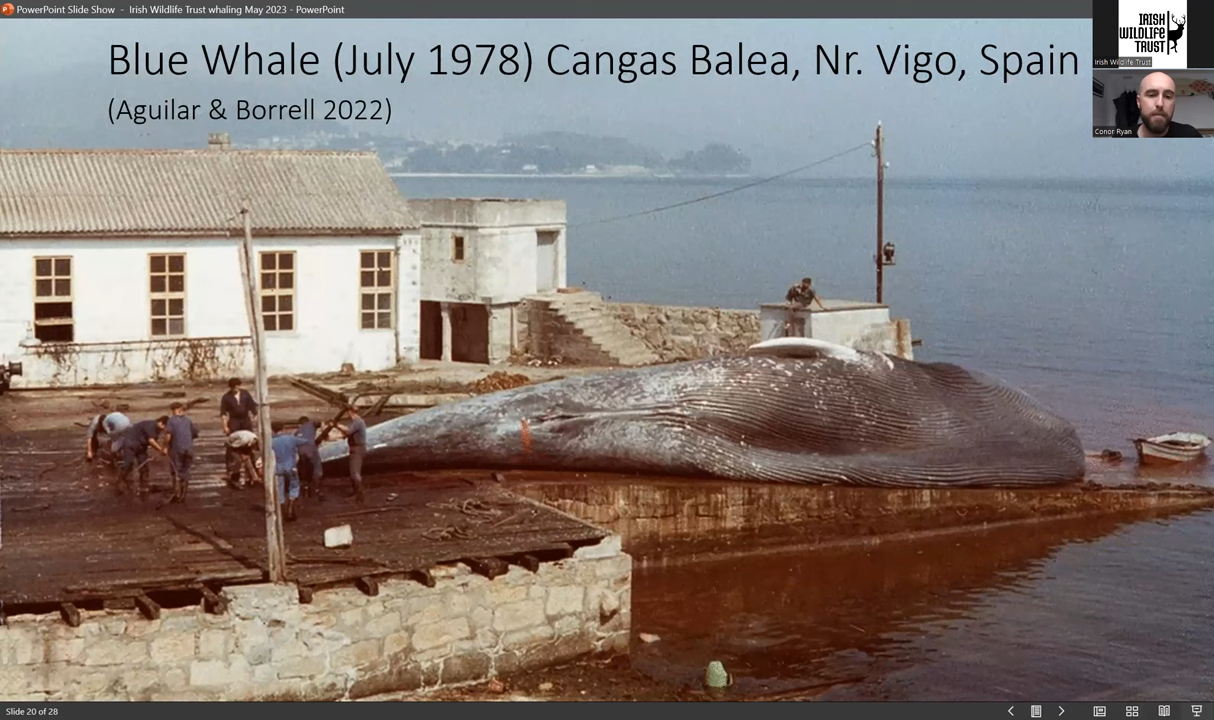 PowerPoint Slide Show - Irish Wildlife Trust whaling May 2023 - PowerPoint
Blue Whale (July 1978) Cangas Balea, Nr. Vigo, Spain
(Aguilar & Borrell 2022)
IRISH
WILDLIFE
TRUST
Irish Wildlife Trust
Conor Ryan
Slide 20 of 28